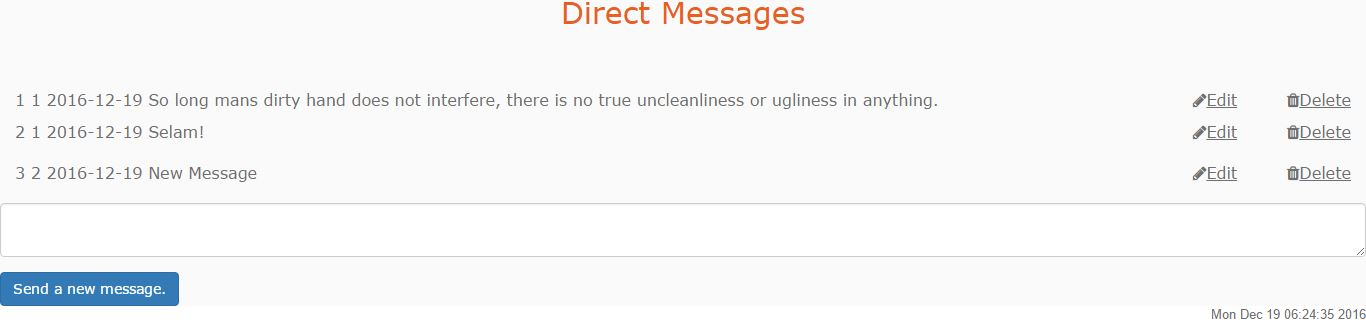 Direct Messages
1 1 2016-12-19 So long mans dirty hand does not interfere, there is no true uncleanliness or ugliness in anything. Edit Delete
2 1 2016-12-19 Selam! Edit Delete
3 2 2016-12-19 New Message Edit Delete
Send a new message.
Mon Dec 19 06:24:35 2016